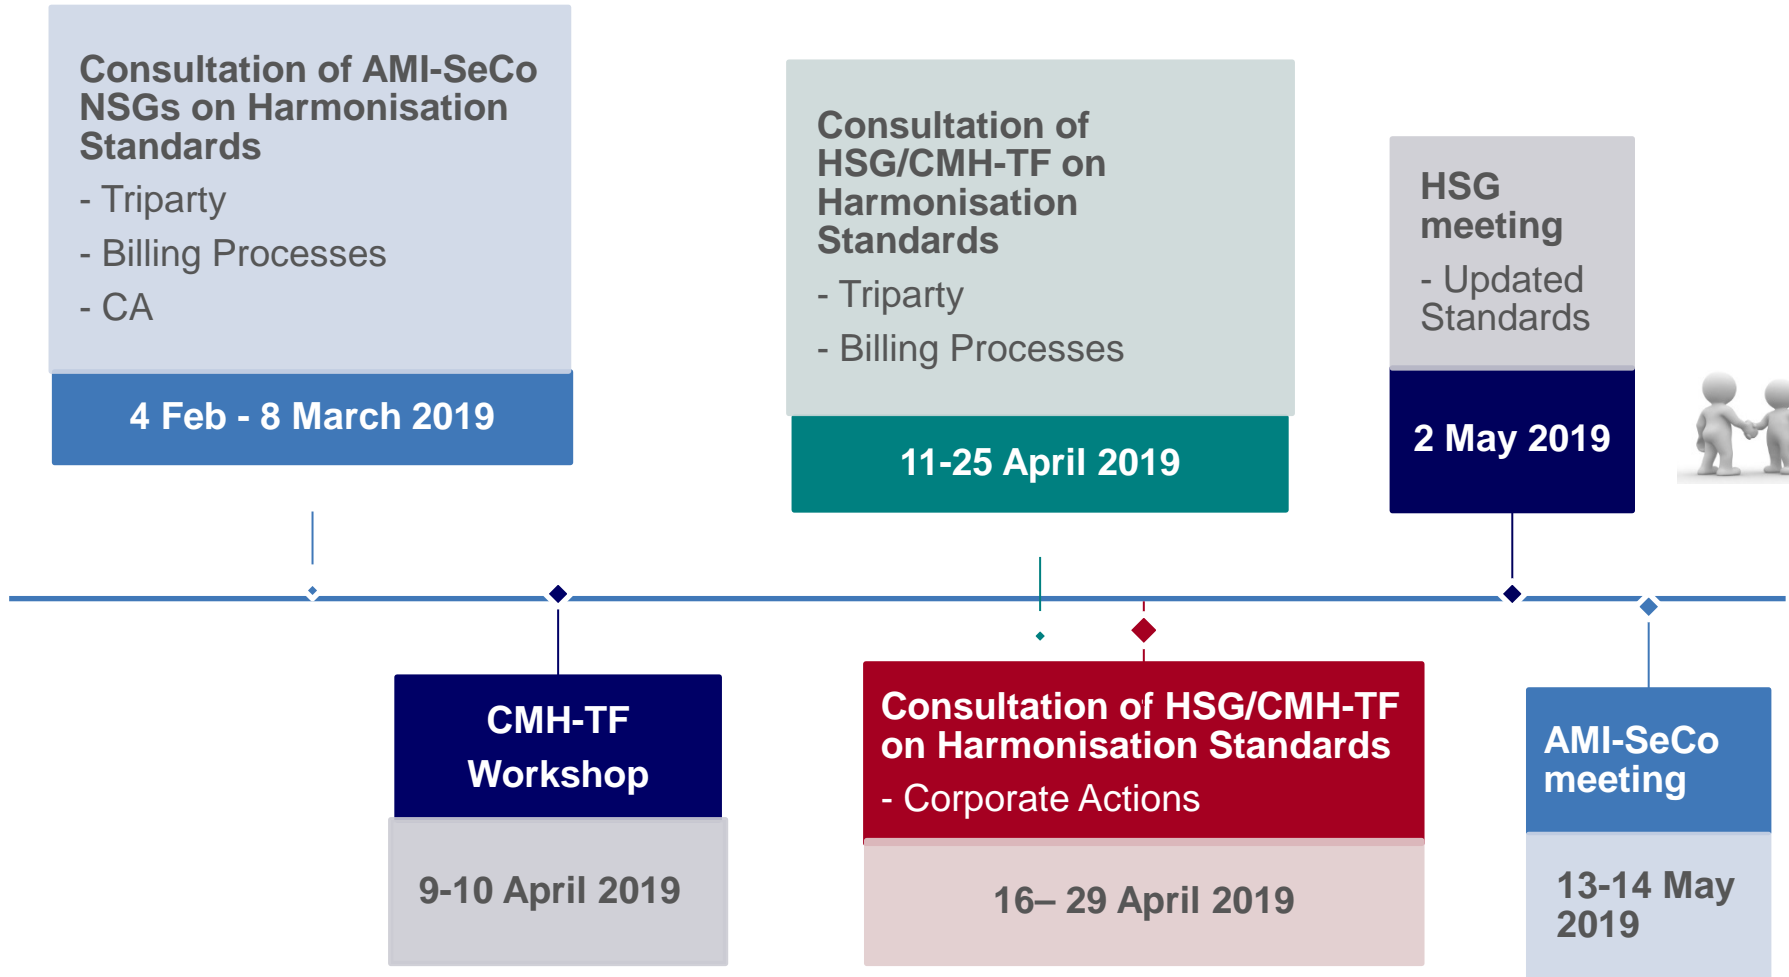 Consultation of AMI-SeCo
NSGs on Harmonisation
Standards
- Triparty
- Billing Processes
- CA
4 Feb - 8 March 2019
Consultation of
HSG/CMH-TF on
Harmonisation
Standards
- Triparty
- Billing Processes
11-25 April 2019
HSG
meeting
- Updated
Standards
2 May 2019
CMH-TF
Workshop
9-10 April 2019
Consultation of HSG/CMH-TF
on Harmonisation Standards
- Corporate Actions
16– 29 April 2019
AMI-SeCo
meeting
13-14 May
2019